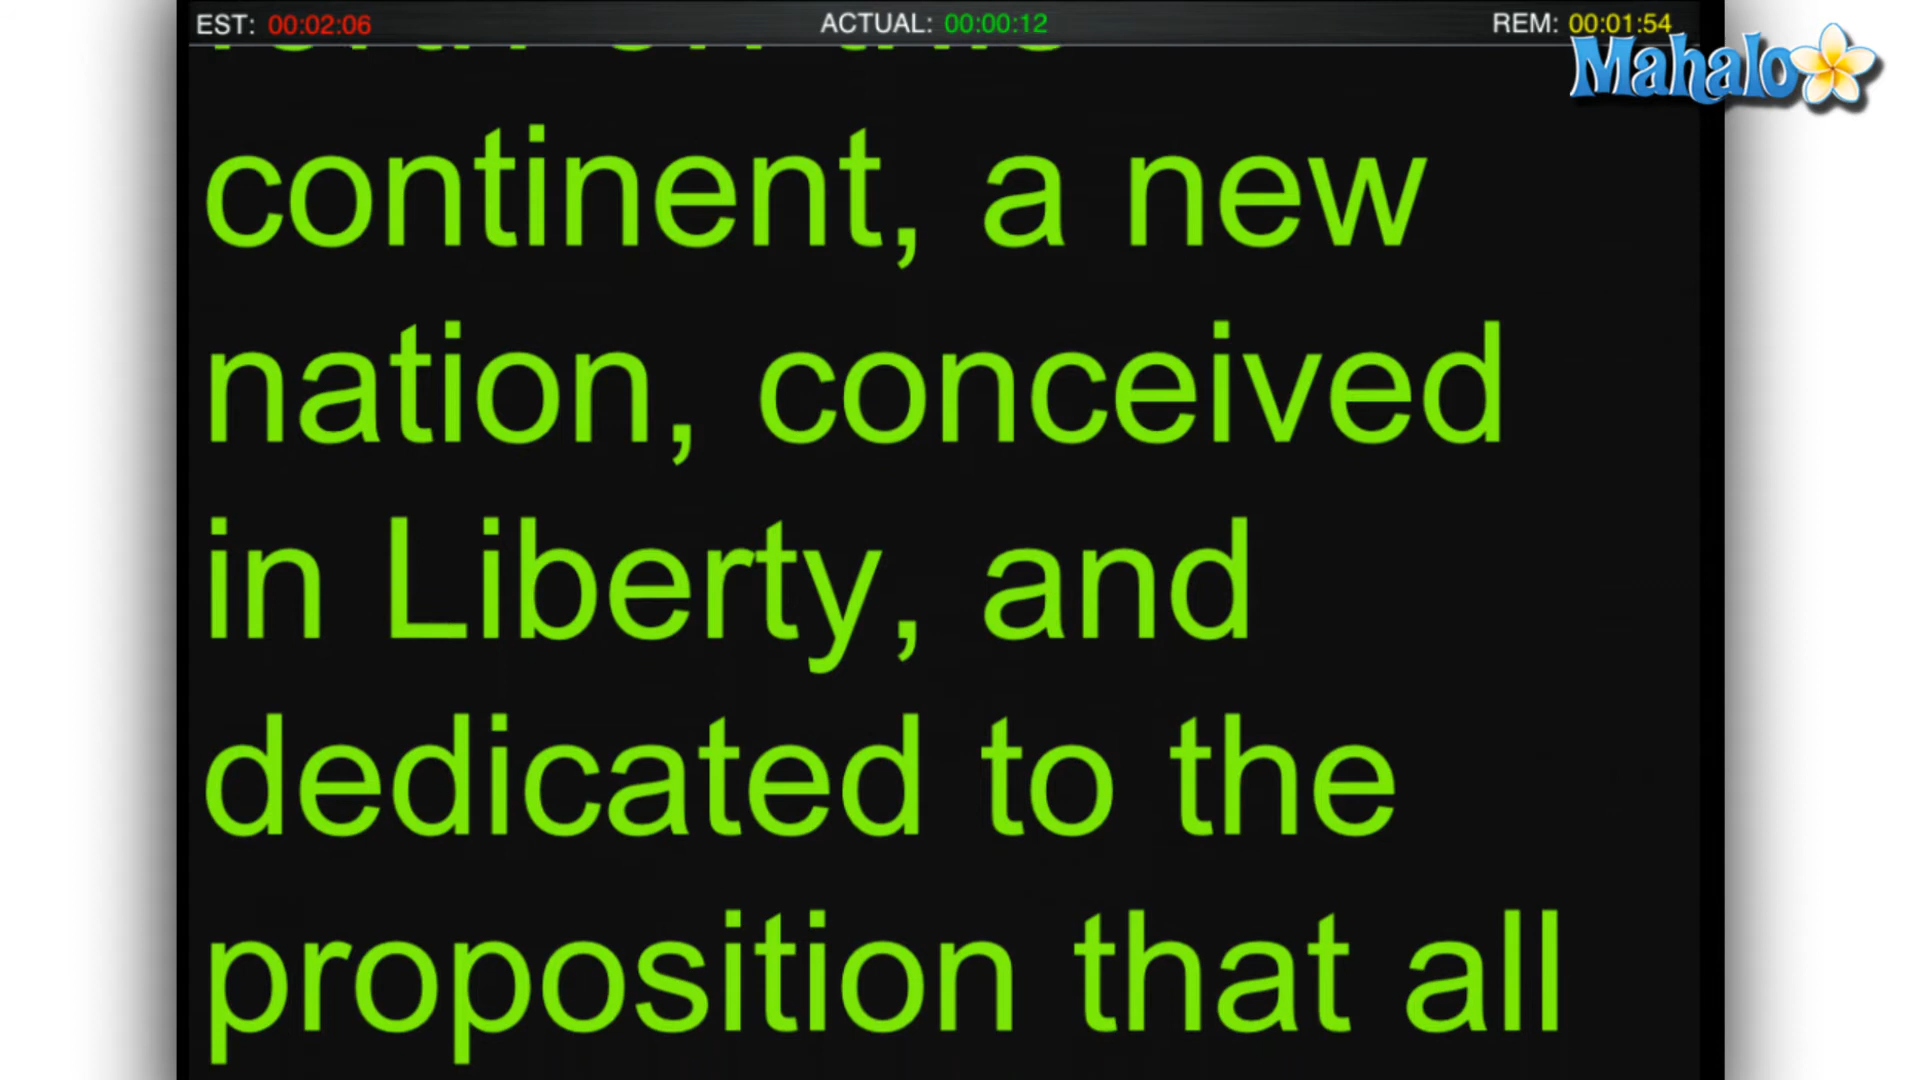 EST: 00:02:06 ACTUAL: 00:00:12 REM: 00:01:54
Mahalo
continent, a new
nation, conceived
in Liberty, and
dedicated to the
proposition that all